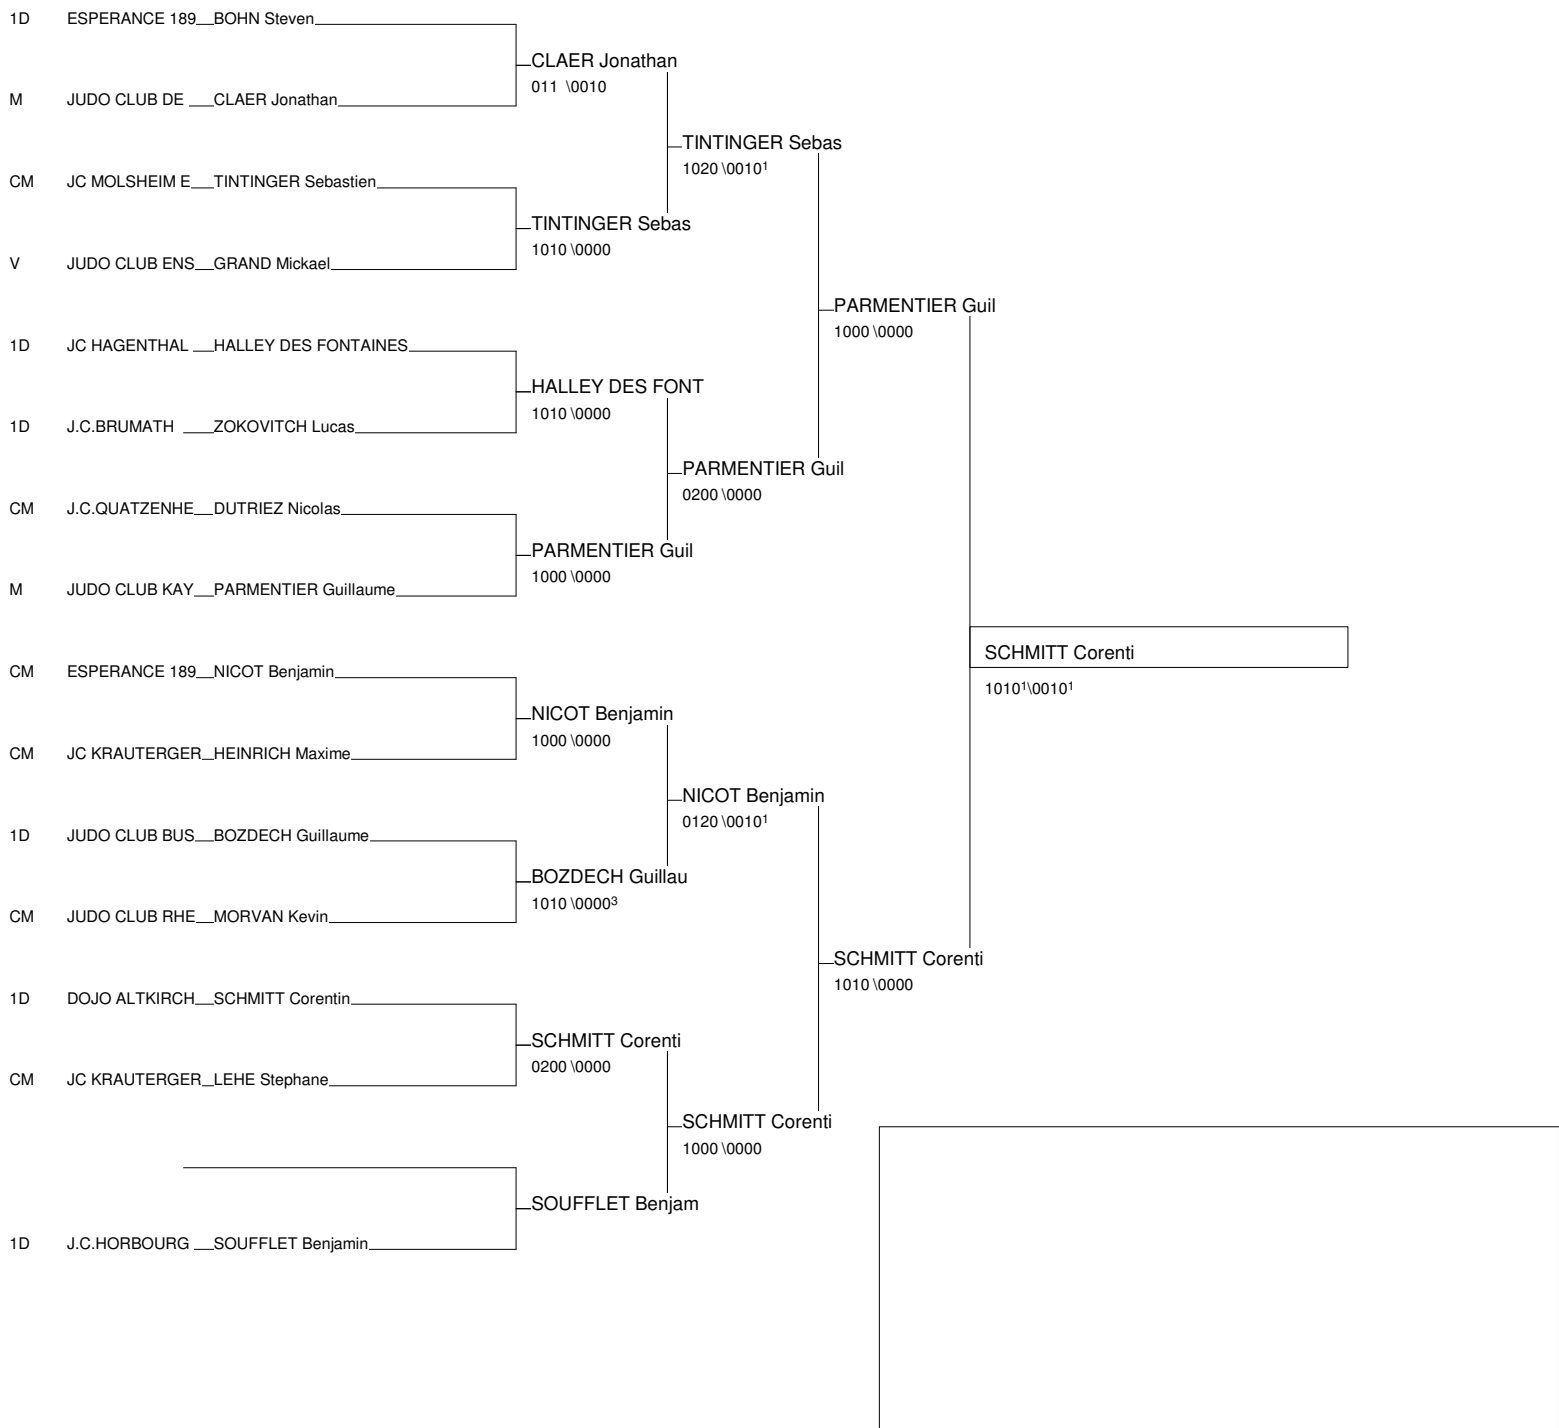 1D ESPERANCE 189 BOHN Steven
CLAER Jonathan
011 \0010
M JUDO CLUB DE CLAER Jonathan
TINTINGER Sebas
1020 \0010¹
CM JC MOLSHEIM E TINTINGER Sebastien
TINTINGER Sebas
1010 \0000
V JUDO CLUB ENS GRAND Mickael
PARMENTIER Guil
1000 \0000
1D JC HAGENTHAL HALLEY DES FONTAINES
HALLEY DES FONT
1010 \0000
1D J.C.BRUMATH ZOKOVITCH Lucas
PARMENTIER Guil
0200 \0000
CM J.C.QUATZENHE DUTRIEZ Nicolas
PARMENTIER Guil
1000 \0000
M JUDO CLUB KAY PARMENTIER Guillaume
SCHMITT Corenti
1010¹\0010¹
CM ESPERANCE 189 NICOT Benjamin
NICOT Benjamin
1000 \0000
CM JC KRAUTERGER HEINRICH Maxime
NICOT Benjamin
0120 \0010¹
1D JUDO CLUB BUS BOZDECH Guillaume
BOZDECH Guillau
1010 \0000³
CM JUDO CLUB RHE MORVAN Kevin
SCHMITT Corenti
1010 \0000
1D DOJO ALTKIRCH SCHMITT Corentin
SCHMITT Corenti
0200 \0000
CM JC KRAUTERGER LEHE Stephane
SCHMITT Corenti
1000 \0000
SOUFFLET Benjam
1D J.C.HORBOURG SOUFFLET Benjamin